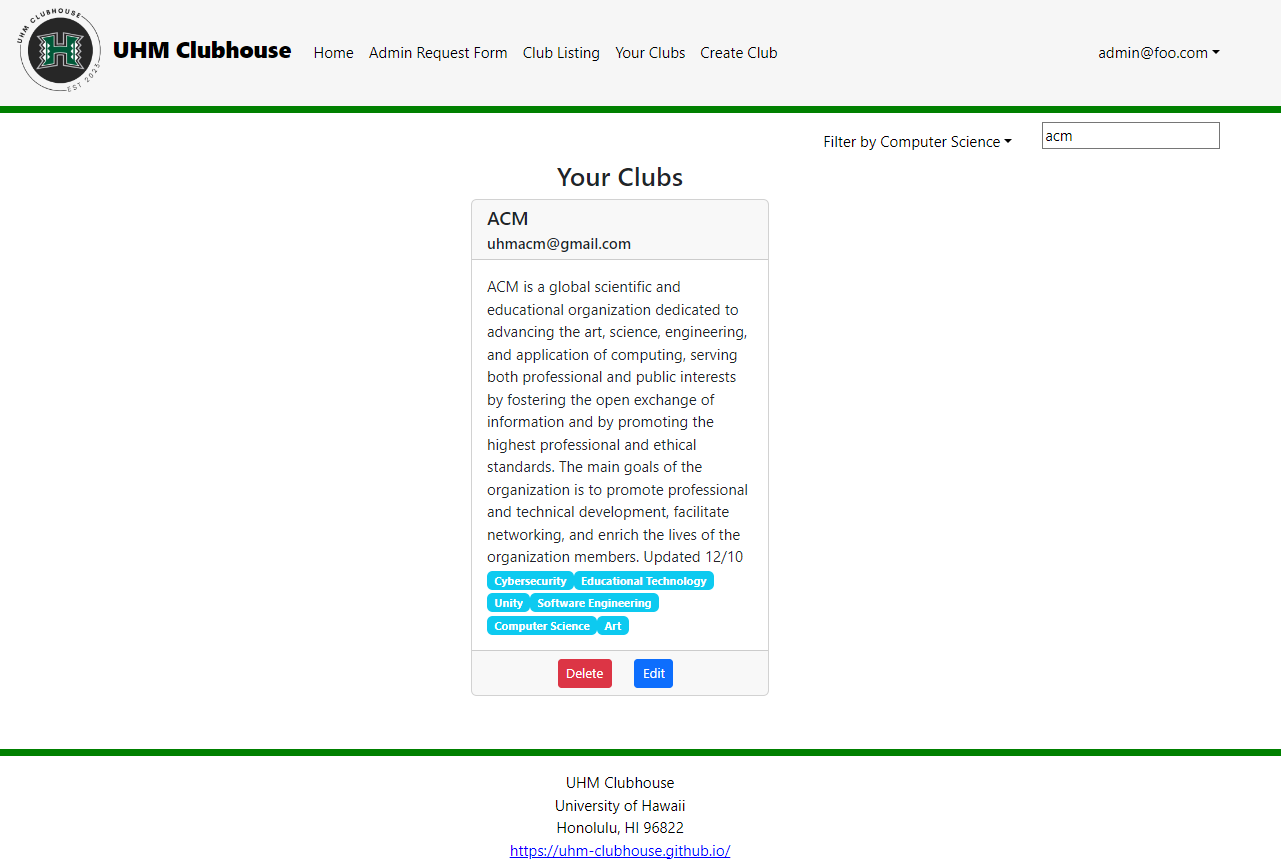 UHM CLUBHOUSE
H
EST 2023
UHM Clubhouse
Home Admin Request Form Club Listing Your Clubs Create Club
admin@foo.com
Filter by Computer Science
acm
Your Clubs
ACM
uhmacm@gmail.com
ACM is a global scientific and
educational organization dedicated to
advancing the art, science, engineering,
and application of computing, serving
both professional and public interests
by fostering the open exchange of
information and by promoting the
highest professional and ethical
standards. The main goals of the
organization is to promote professional
and technical development, facilitate
networking, and enrich the lives of the
organization members. Updated 12/10
Cybersecurity Educational Technology
Unity Software Engineering
Computer Science Art
Delete Edit
UHM Clubhouse
University of Hawaii
Honolulu, HI 96822
https://uhm-clubhouse.github.io/